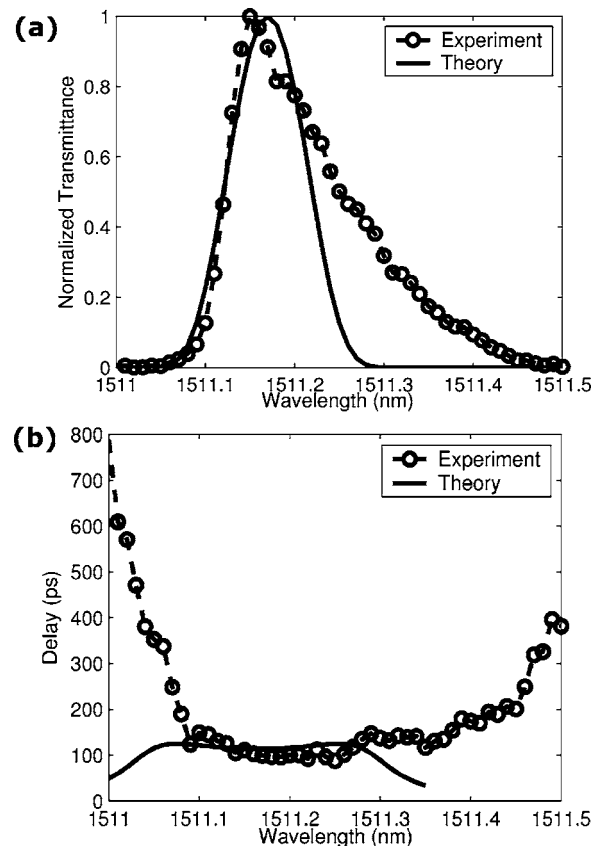 (a)
Normalized Transmittance
1
0.8
0.6
0.4
0.2
0
Experiment
Theory
1511 1511.1 1511.2 1511.3 1511.4 1511.5
Wavelength (nm)
(b)
Delay (ps)
800
700
600
500
400
300
200
100
0
Experiment
Theory
1511 1511.1 1511.2 1511.3 1511.4 1511.5
Wavelength (nm)